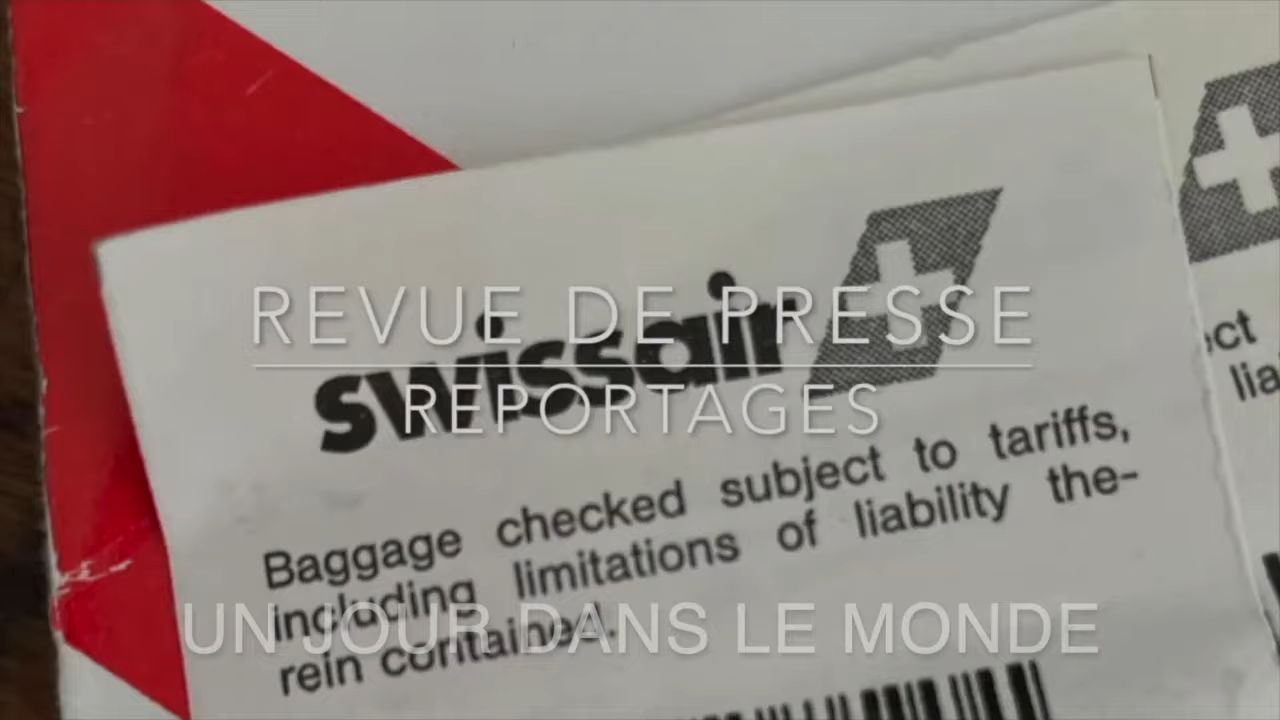 REVUE DE PRESSE
swissair
REPORTAGES
Baggage checked subject to tariffs,
including limitations of liability the-
rein contained.
UN JOUR DANS LE MONDE
ect
lia